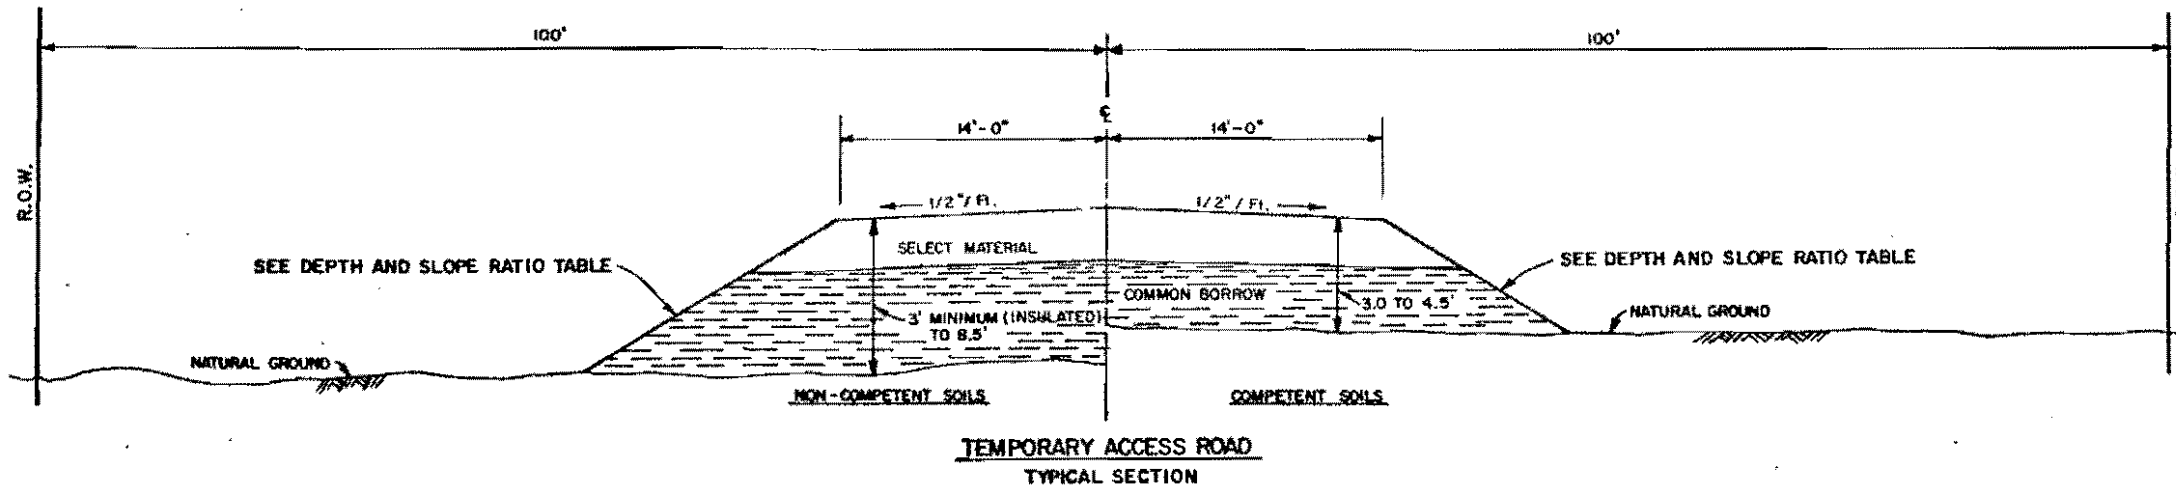 100'
100'
℄
14'-0"
14'-0"
R.O.W.
1/2"/ Ft.
1/2"/ Ft.
SELECT MATERIAL
SEE DEPTH AND SLOPE RATIO TABLE
SEE DEPTH AND SLOPE RATIO TABLE
COMMON BORROW
3' MINIMUM (INSULATED)
TO 8.5'
3.0 TO 4.5'
NATURAL GROUND
NATURAL GROUND
NON-COMPETENT SOILS
COMPETENT SOILS
TEMPORARY ACCESS ROAD
TYPICAL SECTION